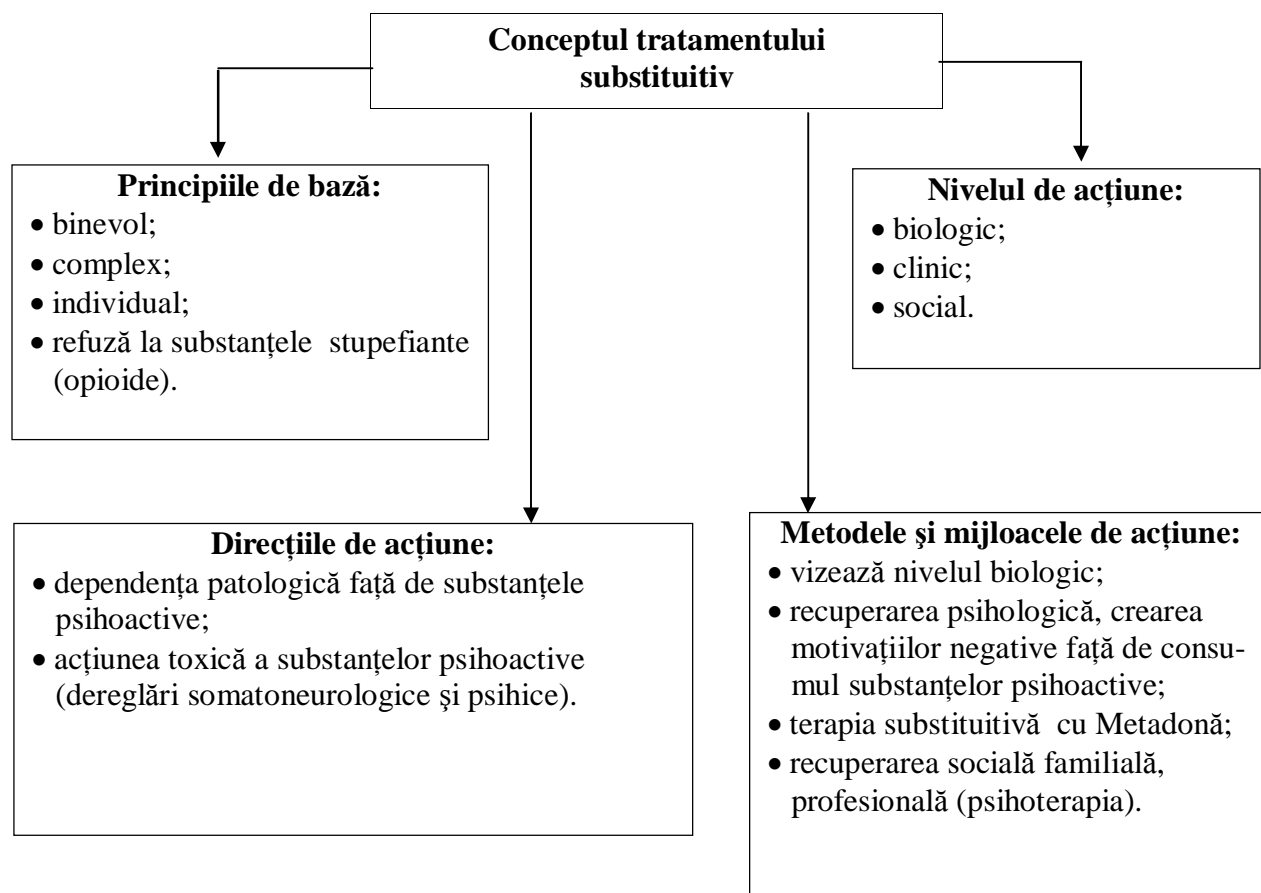 Conceptul tratamentului
substituitiv
Principiile de bază:
• binevol;
• complex;
• individual;
• refuză la substanțele stupefiante
(opioide).
Nivelul de acțiune:
• biologic;
• clinic;
• social.
Direcțiile de acțiune:
• dependența patologică față de substanțele
psihoactive;
• acțiunea toxică a substanțelor psihoactive
(dereglări somatoneurologice şi psihice).
Metodele şi mijloacele de acțiune:
• vizează nivelul biologic;
• recuperarea psihologică, crearea
motivațiilor negative față de consu-
mul substanțelor psihoactive;
• terapia substituitivă cu Metadonă;
• recuperarea socială familială,
profesională (psihoterapia).